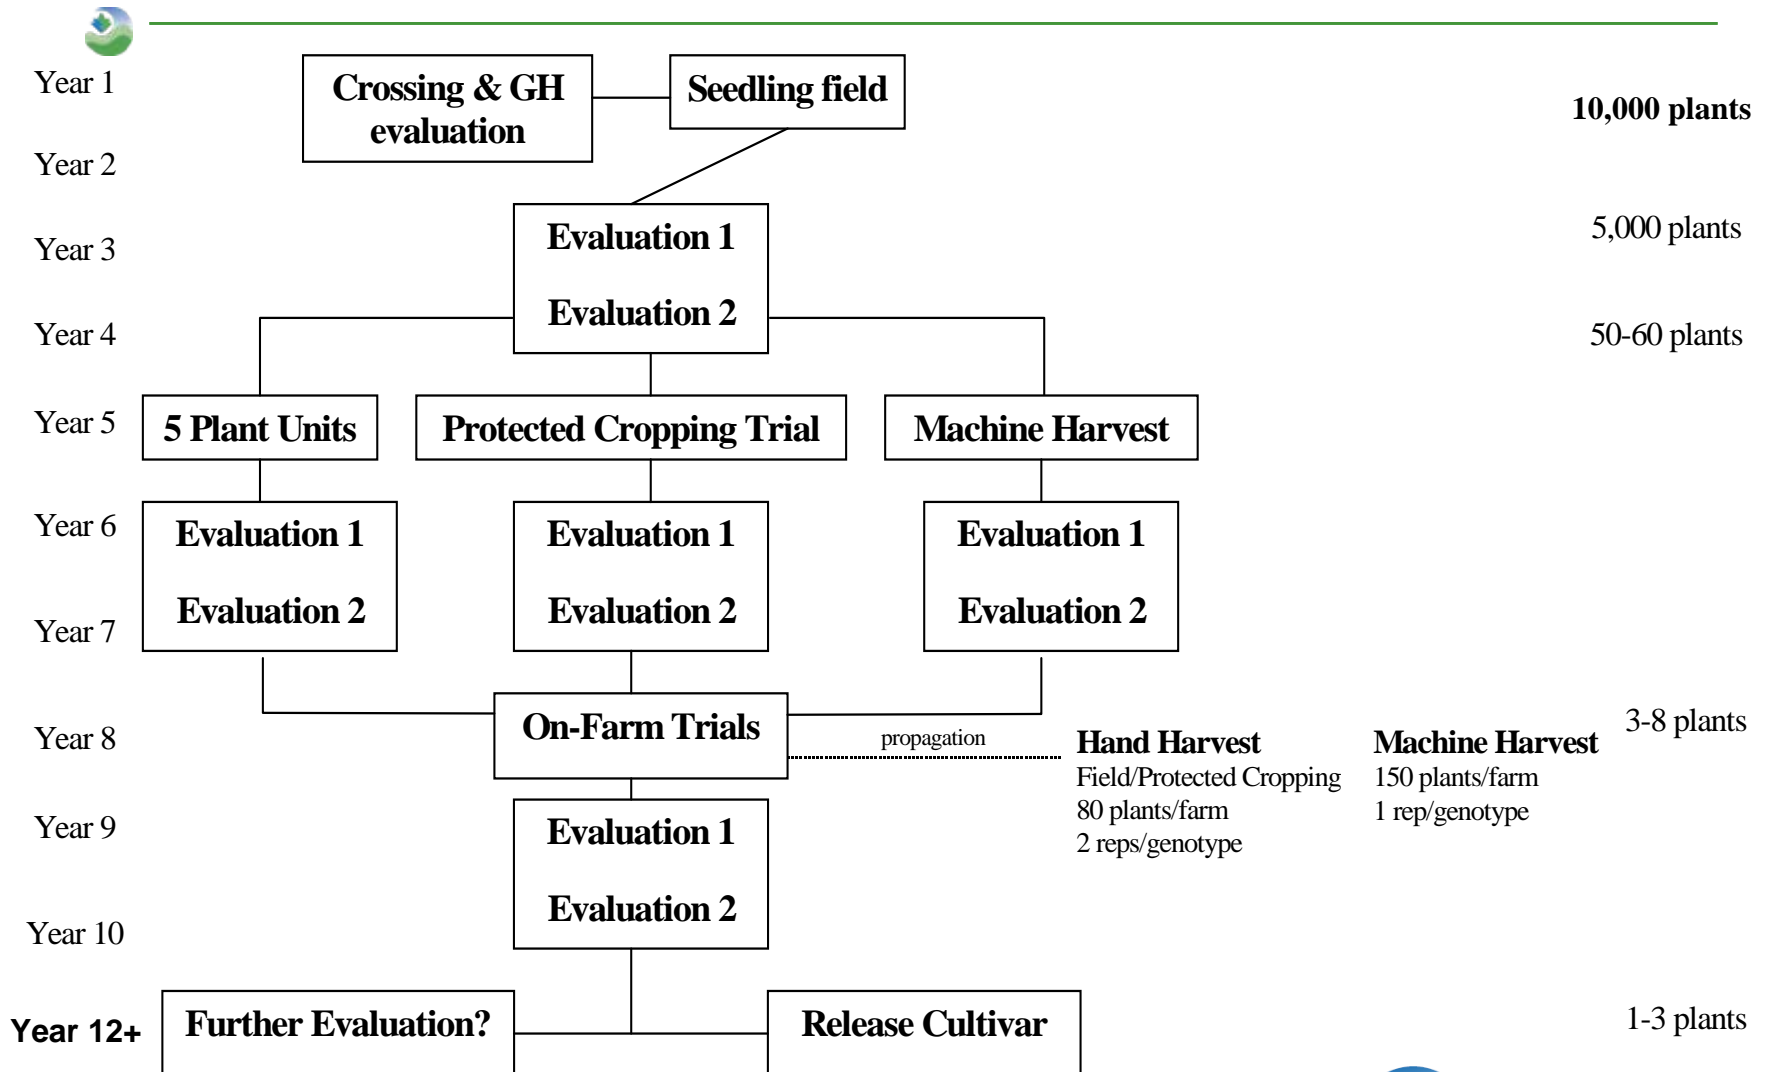 Year 1
Crossing & GH
evaluation
Seedling field
10,000 plants
Year 2
Year 3
Evaluation 1
5,000 plants
Year 4
Evaluation 2
50-60 plants
Year 5
5 Plant Units
Protected Cropping Trial
Machine Harvest
Year 6
Evaluation 1
Evaluation 1
Evaluation 1
Year 7
Evaluation 2
Evaluation 2
Evaluation 2
Year 8
On-Farm Trials
propagation
Hand Harvest
Field/Protected Cropping
80 plants/farm
2 reps/genotype
Machine Harvest
150 plants/farm
1 rep/genotype
3-8 plants
Year 9
Evaluation 1
Evaluation 2
Year 10
Year 12+
Further Evaluation?
Release Cultivar
1-3 plants